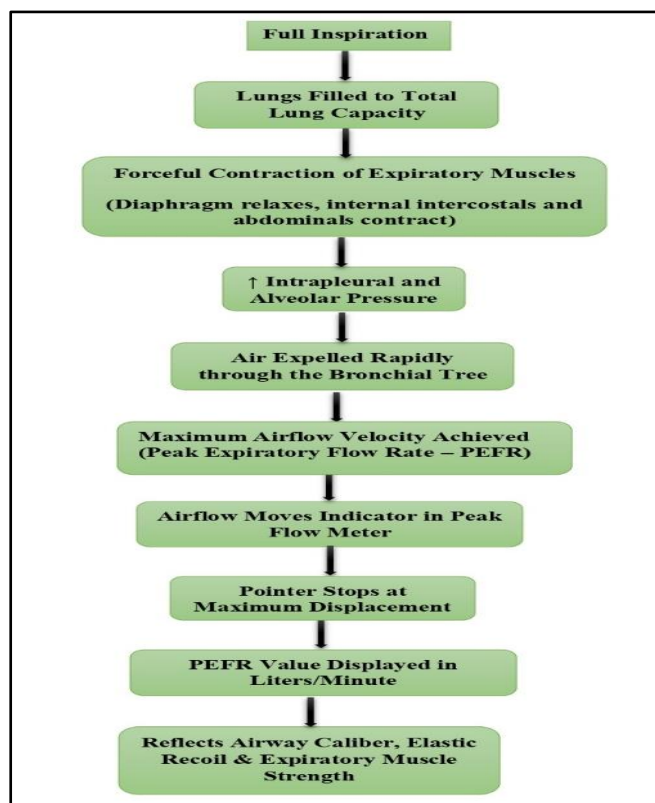 Full Inspiration
Lungs Filled to Total
Lung Capacity
Forceful Contraction of Expiratory Muscles
(Diaphragm relaxes, internal intercostals and
abdominals contract)
↑ Intrapleural and
Alveolar Pressure
Air Expelled Rapidly
through the Bronchial Tree
Maximum Airflow Velocity Achieved
(Peak Expiratory Flow Rate – PEFR)
Airflow Moves Indicator in Peak
Flow Meter
Pointer Stops at
Maximum Displacement
PEFR Value Displayed in
Liters/Minute
Reflects Airway Caliber, Elastic
Recoil & Expiratory Muscle
Strength